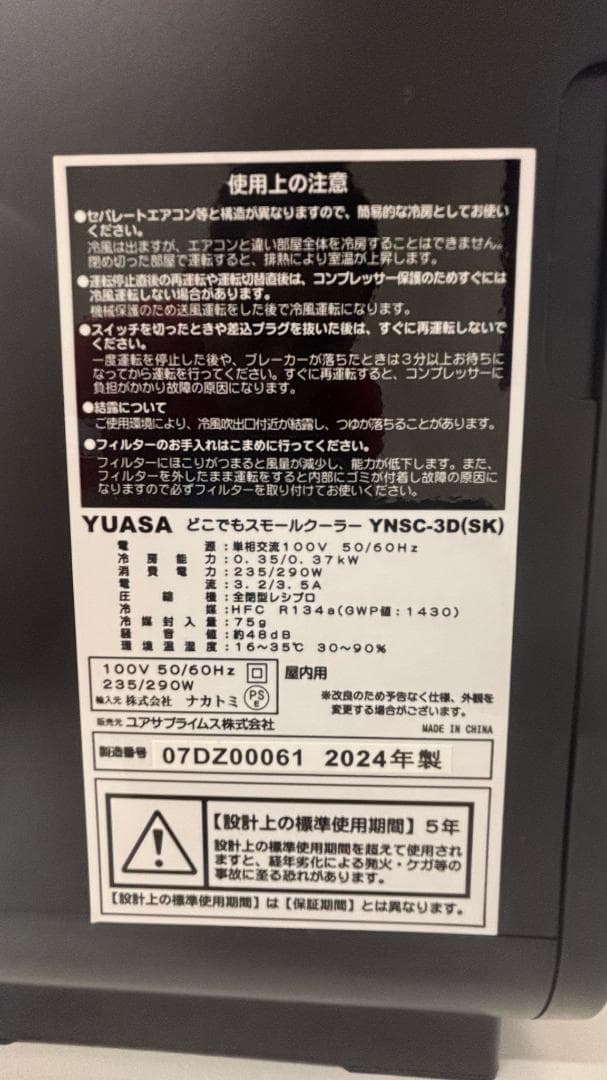 使用上の注意
●セパレートエアコン等と構造が異なりますので、簡易的な冷房としてお使い
ください。
冷風は出ますが、エアコンと違い部屋全体を冷房することはできません。
閉め切った部屋で運転すると、排熱により室温が上昇します。
●運転停止直後の再運転や運転切替直後は、コンプレッサー保護のためすぐには
冷風運転しない場合があります。
機械保護のため送風運転をした後で冷風運転になります。
●スイッチを切ったときや差込プラグを抜いた後は、すぐに再運転しないで
ください。
一度運転を停止した後や、ブレーカーが落ちたときは3分以上お待ちに
なってから運転を行ってください。すぐに再運転すると、コンプレッサーに
負担がかかり故障の原因になります。
●結露について
ご使用環境により、冷風吹出口付近が結露し、つゆが落ちることがあります。
●フィルターのお手入れはこまめに行ってください。
フィルターにほこりがつまると風量が減少し、能力が低下します。また、
フィルターを外したまま運転をすると内部にゴミが付着し故障の原因に
なりますので必ずフィルターを取り付けてお使いください。
YUASA どこでもスモールクーラー YNSC-3D(SK)
電源:単相交流100V 50/60Hz
冷房能力:0.35/0.37kW
消費電力:235/290W
電流:3.2/3.5A
圧縮機:全閉型レシプロ
冷媒:HFC R134a(GWP値:1430)
冷媒封入量:75g
騒音値:約48dB
環境温湿度:16~35℃ 30~90%
100V 50/60Hz 屋内用
235/290W
輸入元 株式会社 ナカトミ PSE
※改良のため予告なく仕様、外観を
変更する場合がございます。
販売元 ユアサプライムス株式会社
MADE IN CHINA
製造番号 07DZ00061 2024年製
【設計上の標準使用期間】5年
設計上の標準使用期間を超えて使用され
ますと、経年劣化による発火・ケガ等の
事故に至る恐れがあります。
【設計上の標準使用期間】は【保証期間】とは異なります。